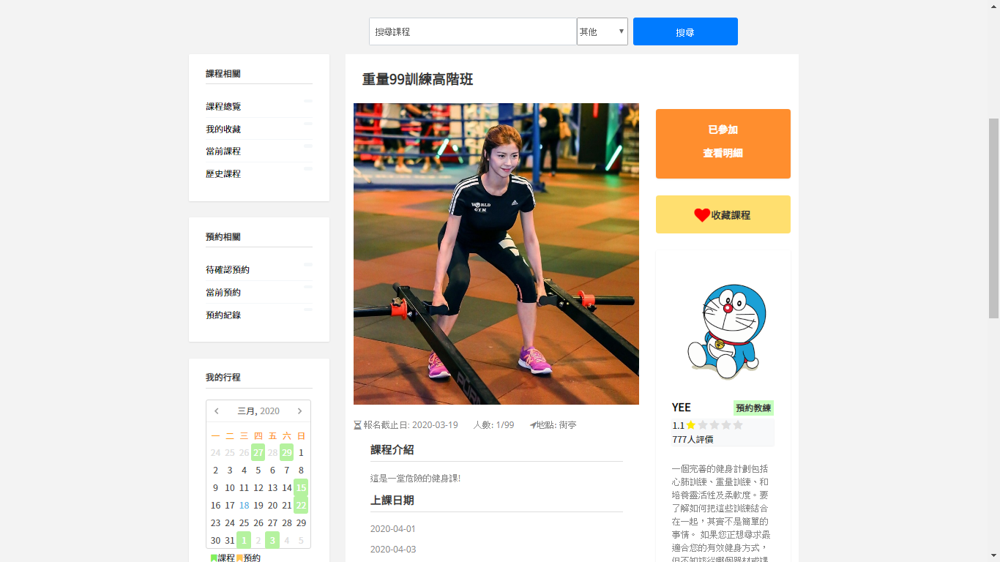 搜尋課程
其他
搜尋
課程相關
課程總覽
我的收藏
當前課程
歷史課程
預約相關
待確認預約
當前預約
預約紀錄
我的行程
三月, 2020
一 二 三 四 五 六 日
24 25 26 27 28 29 1
2 3 4 5 6 7 8
9 10 11 12 13 14 15
16 17 18 19 20 21 22
23 24 25 26 27 28 29
30 31 1 2 3 4 5
課程 預約
重量99訓練高階班
WORLD
GYM
報名截止日: 2020-03-19 人數: 1/99 地點: 街亭
課程介紹
這是一堂危險的健身課!
上課日期
2020-04-01
2020-04-03
已參加
查看明細
收藏課程
YEE
預約教練
1.1
777人評價
一個完善的健身計劃包括
心肺訓練、重量訓練、和
培養靈活性及柔軟度。要
了解如何把這些訓練結合
在一起，其實不是簡單的
事情。 如果您正想尋求最
適合您的有效健身方式，
但不知該從哪個器材或課